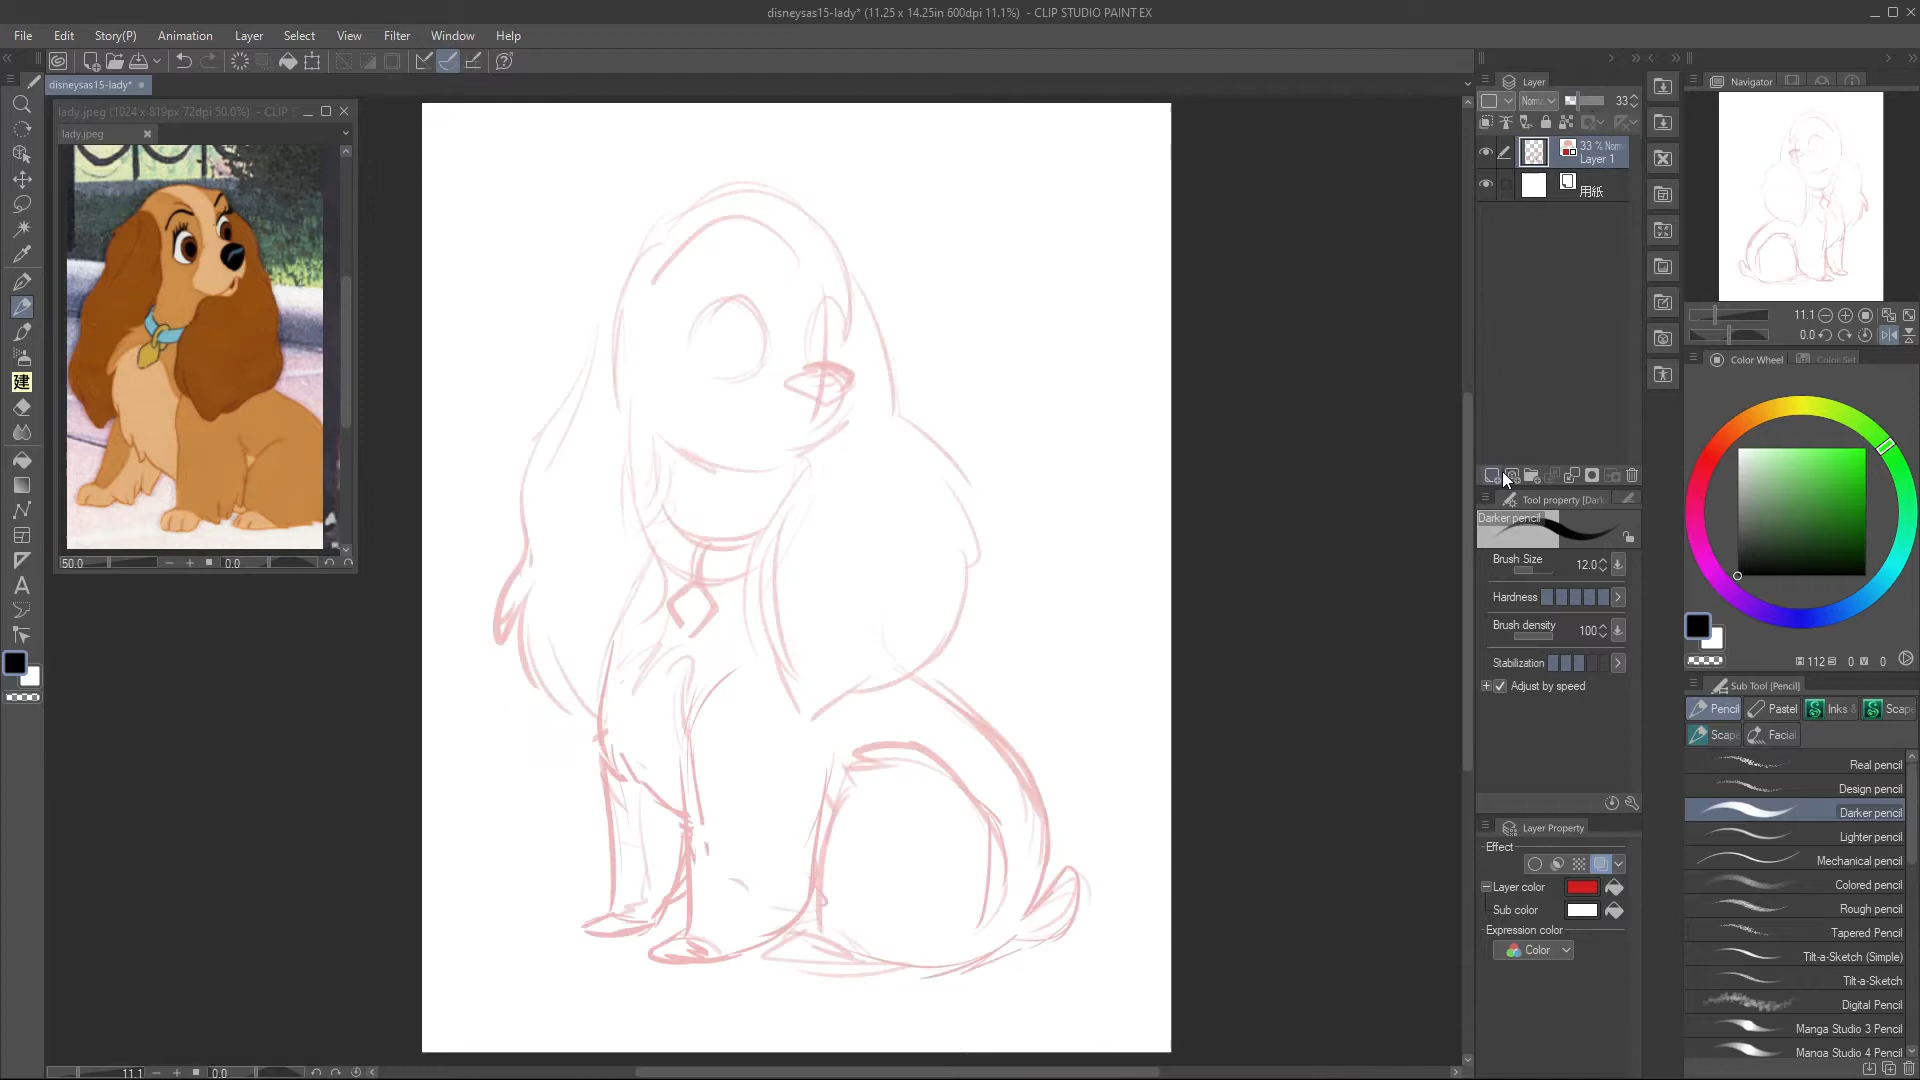 disneysas15-lady* (11.25 x 14.25in 600dpi 11.1%) - CLIP STUDIO PAINT EX
File Edit Story(P) Animation Layer Select View Filter Window Help
disneysas15-lady*
lady.jpeg (1024 x 819px 72dpi 50.0%) - CLIP S
lady.jpeg
50.0 0.0
建
A
11.1 0.0
Layer
Norm 33
33 % Norm
Layer 1
用紙
Tool property [Dark
Darker pencil
Brush Size 12.0
Hardness
Brush density 100
Stabilization
Adjust by speed
Layer Property
Effect
Layer color
Sub color
Expression color
Color
Navigator
11.1
0.0
Color Wheel Color Set
H 112 S 0 V 0
Sub Tool [Pencil]
Pencil Pastel Inks & Scape
Scape Facial
Real pencil
Design pencil
Darker pencil
Lighter pencil
Mechanical pencil
Colored pencil
Rough pencil
Tapered Pencil
Tilt-a-Sketch (Simple)
Tilt-a-Sketch
Digital Pencil
Manga Studio 3 Pencil
Manga Studio 4 Pencil